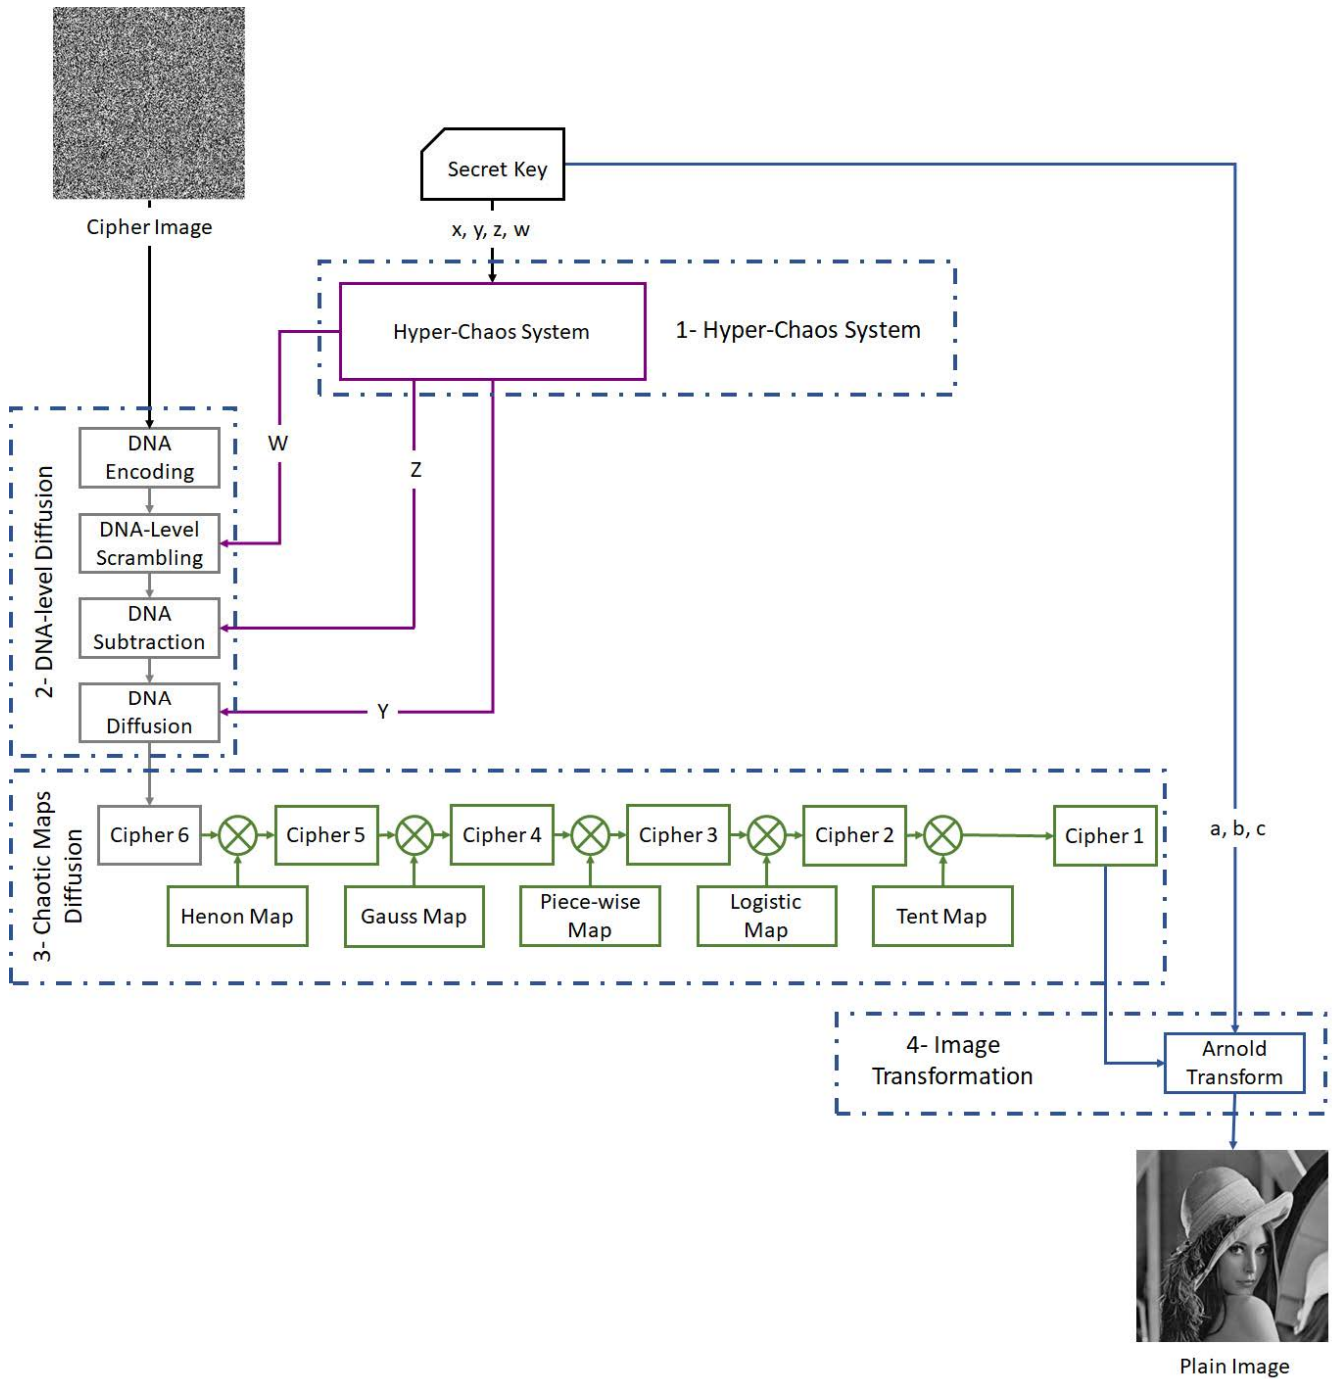 Cipher Image
Secret Key
x, y, z, w
Hyper-Chaos System
1- Hyper-Chaos System
W
Z
Y
2- DNA-level Diffusion
DNA
Encoding
DNA-Level
Scrambling
DNA
Subtraction
DNA
Diffusion
3- Chaotic Maps
Diffusion
Cipher 6
Cipher 5
Cipher 4
Cipher 3
Cipher 2
Cipher 1
a, b, c
Henon Map
Gauss Map
Piece-wise
Map
Logistic
Map
Tent Map
4- Image
Transformation
Arnold
Transform
Plain Image